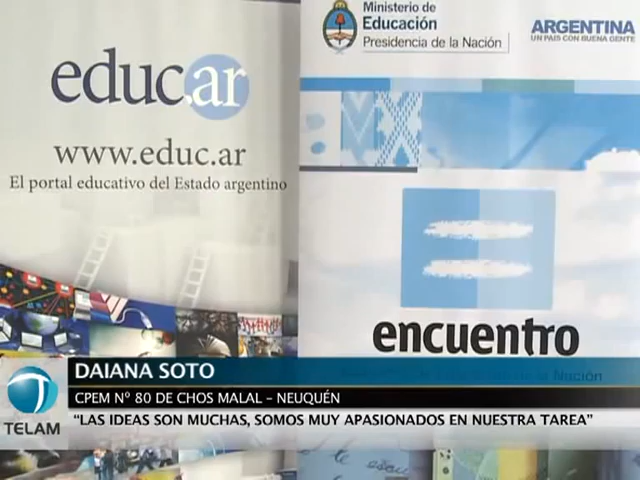 educ.ar
www.educ.ar
El portal educativo del Estado argentino
Ministerio de
Educación
Presidencia de la Nación
ARGENTINA
UN PAIS CON BUENA GENTE
encuentro
DAIANA SOTO
CPEM Nº 80 DE CHOS MALAL – NEUQUÉN
"LAS IDEAS SON MUCHAS, SOMOS MUY APASIONADOS EN NUESTRA TAREA"
TELAM